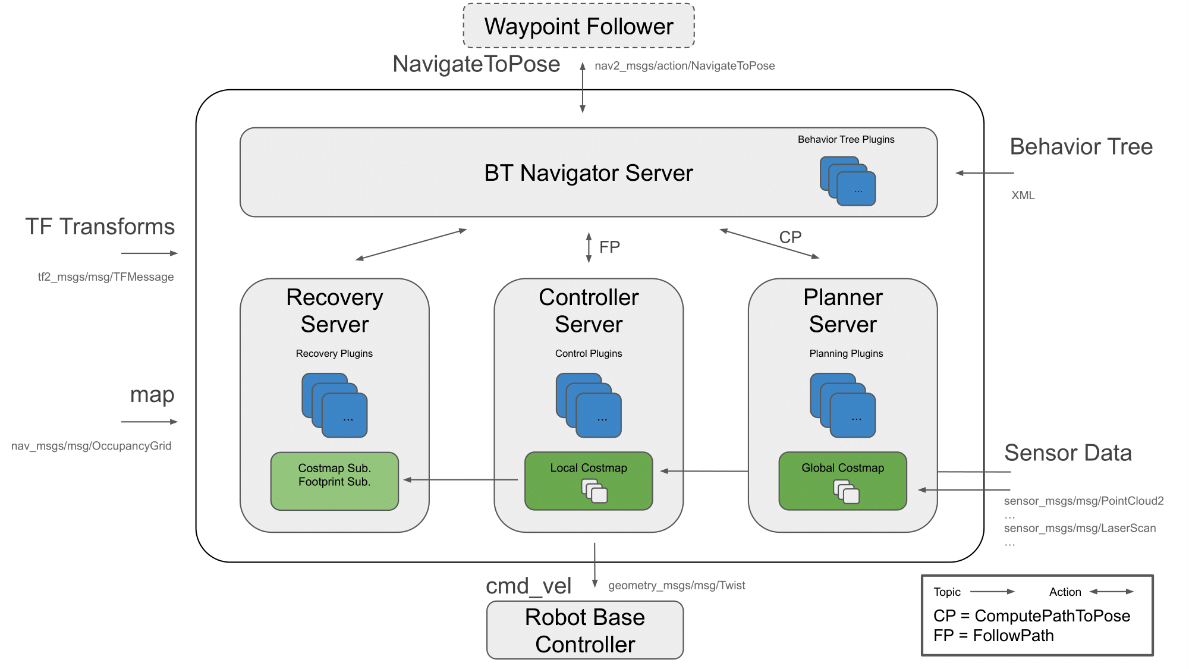 Waypoint Follower
NavigateToPose
nav2_msgs/action/NavigateToPose
Behavior Tree Plugins
BT Navigator Server
...
Behavior Tree
XML
TF Transforms
tf2_msgs/msg/TFMessage
FP
CP
Recovery
Server
Recovery Plugins
...
Costmap Sub.
Footprint Sub.
Controller
Server
Control Plugins
...
Local Costmap
Planner
Server
Planning Plugins
...
Global Costmap
map
nav_msgs/msg/OccupancyGrid
Sensor Data
sensor_msgs/msg/PointCloud2
...
sensor_msgs/msg/LaserScan
...
cmd_vel
geometry_msgs/msg/Twist
Robot Base
Controller
Topic
Action
CP = ComputePathToPose
FP = FollowPath